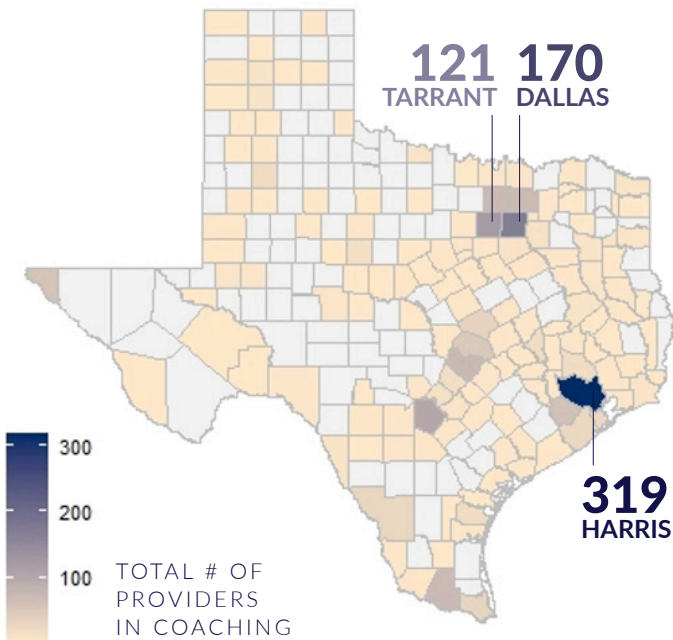 121 170
TARRANT DALLAS
300
200
100
TOTAL # OF
PROVIDERS
IN COACHING
319
HARRIS